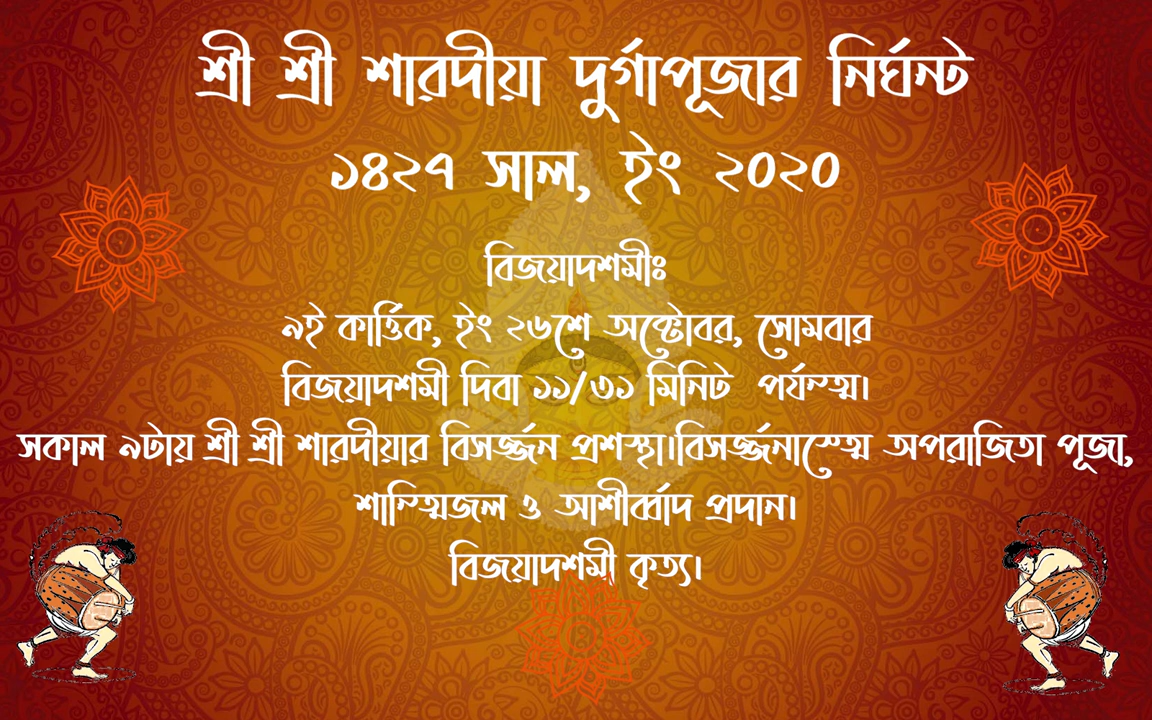 শ্রী শ্রী শারদীয়া দুর্গাপূজার নির্ঘন্ট
১৪২৭ সাল, ইং ২০২০
বিজয়াদশমীঃ
৯ই কার্ত্তিক, ইং ২৬শে অক্টোবর, সোমবার
বিজয়াদশমী দিবা ১১/৩১ মিনিট পর্যন্ত্ম।
সকাল ৯টায় শ্রী শ্রী শারদীয়ার বিসর্জ্জন প্রশস্থা।বিসর্জ্জনান্ত্মে অপরাজিতা পূজা,
শান্ত্মিজল ও আশীর্ব্বাদ প্রদান।
বিজয়াদশমী কৃত্য।